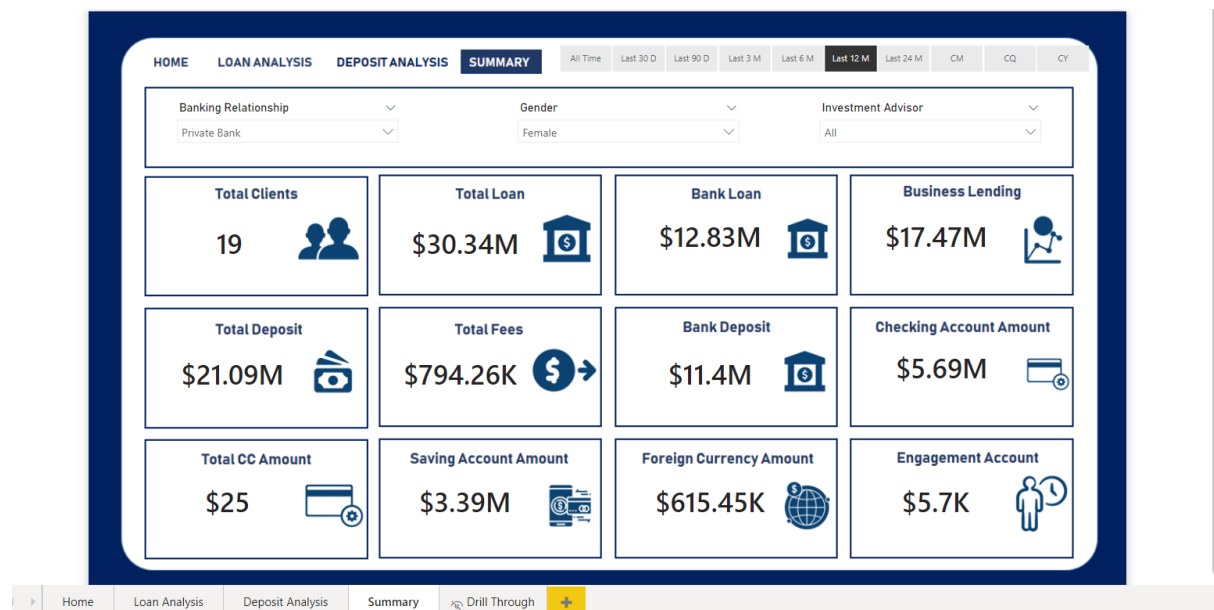 HOME LOAN ANALYSIS DEPOSIT ANALYSIS SUMMARY All Time Last 30 D Last 90 D Last 3 M Last 6 M Last 12 M Last 24 M CM CQ CY
Banking Relationship Gender Investment Advisor
Private Bank Female All
Total Clients Total Loan Bank Loan Business Lending
19 $30.34M $12.83M $17.47M
Total Deposit Total Fees Bank Deposit Checking Account Amount
$21.09M $794.26K $11.4M $5.69M
Total CC Amount Saving Account Amount Foreign Currency Amount Engagement Account
$25 $3.39M $615.45K $5.7K
Home Loan Analysis Deposit Analysis Summary Drill Through +